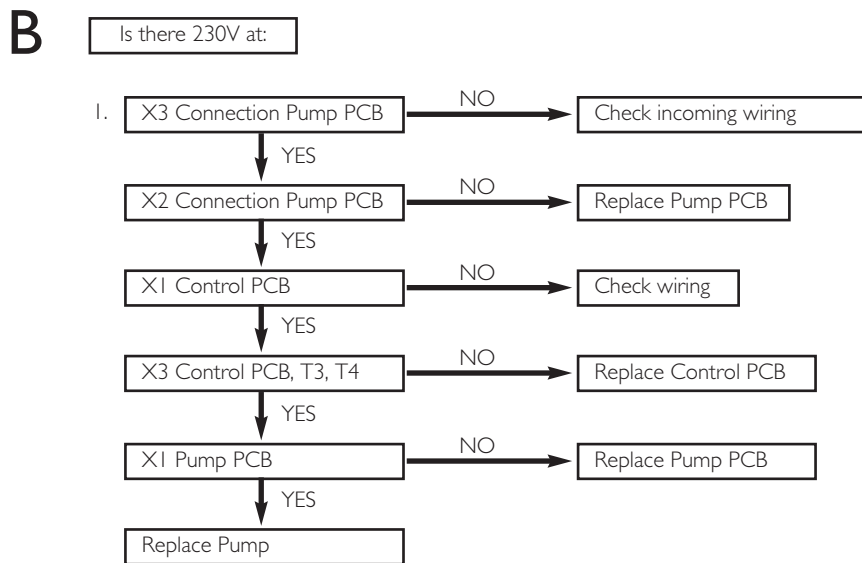 B
Is there 230V at:
1. X3 Connection Pump PCB NO Check incoming wiring
YES
X2 Connection Pump PCB NO Replace Pump PCB
YES
X1 Control PCB NO Check wiring
YES
X3 Control PCB, T3, T4 NO Replace Control PCB
YES
X1 Pump PCB NO Replace Pump PCB
YES
Replace Pump